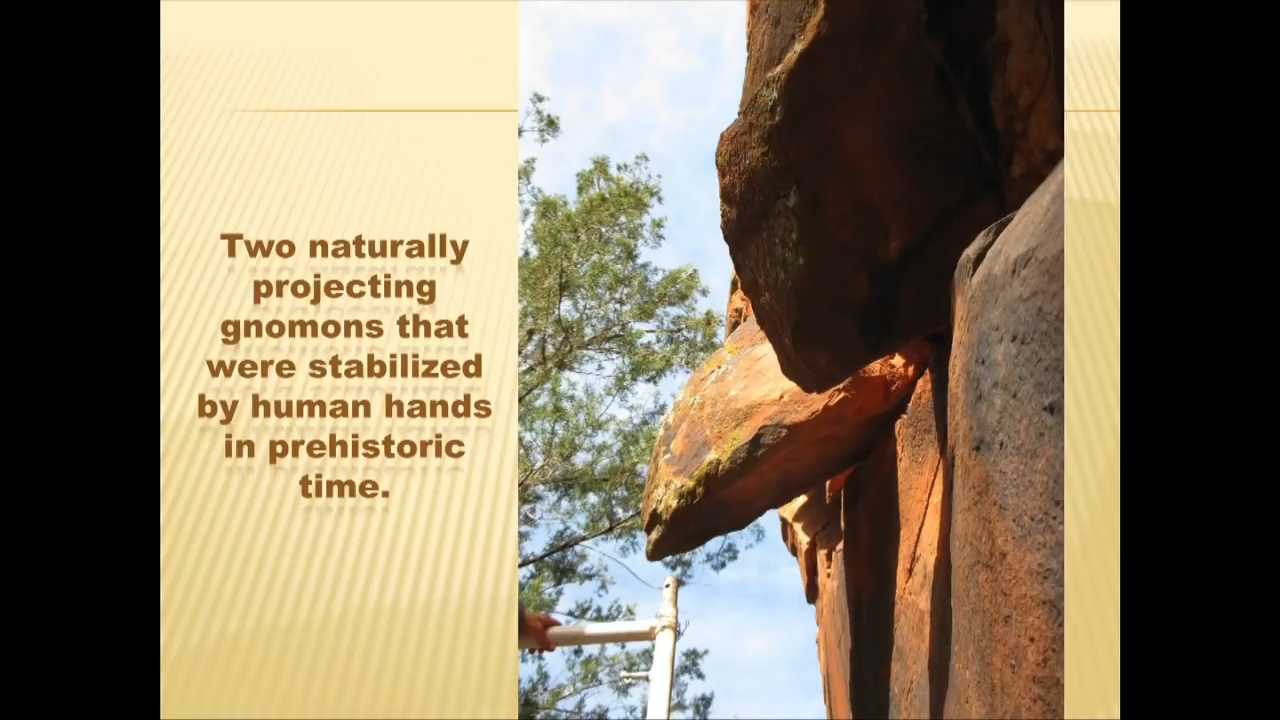 Two naturally
projecting
gnomons that
were stabilized
by human hands
in prehistoric
time.